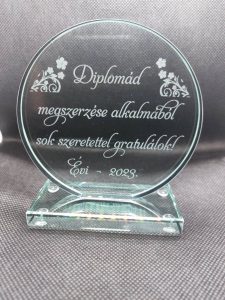 Diplomád
megszerzése alkalmából
sok szeretettel gratulálok!
Évi - 2023.